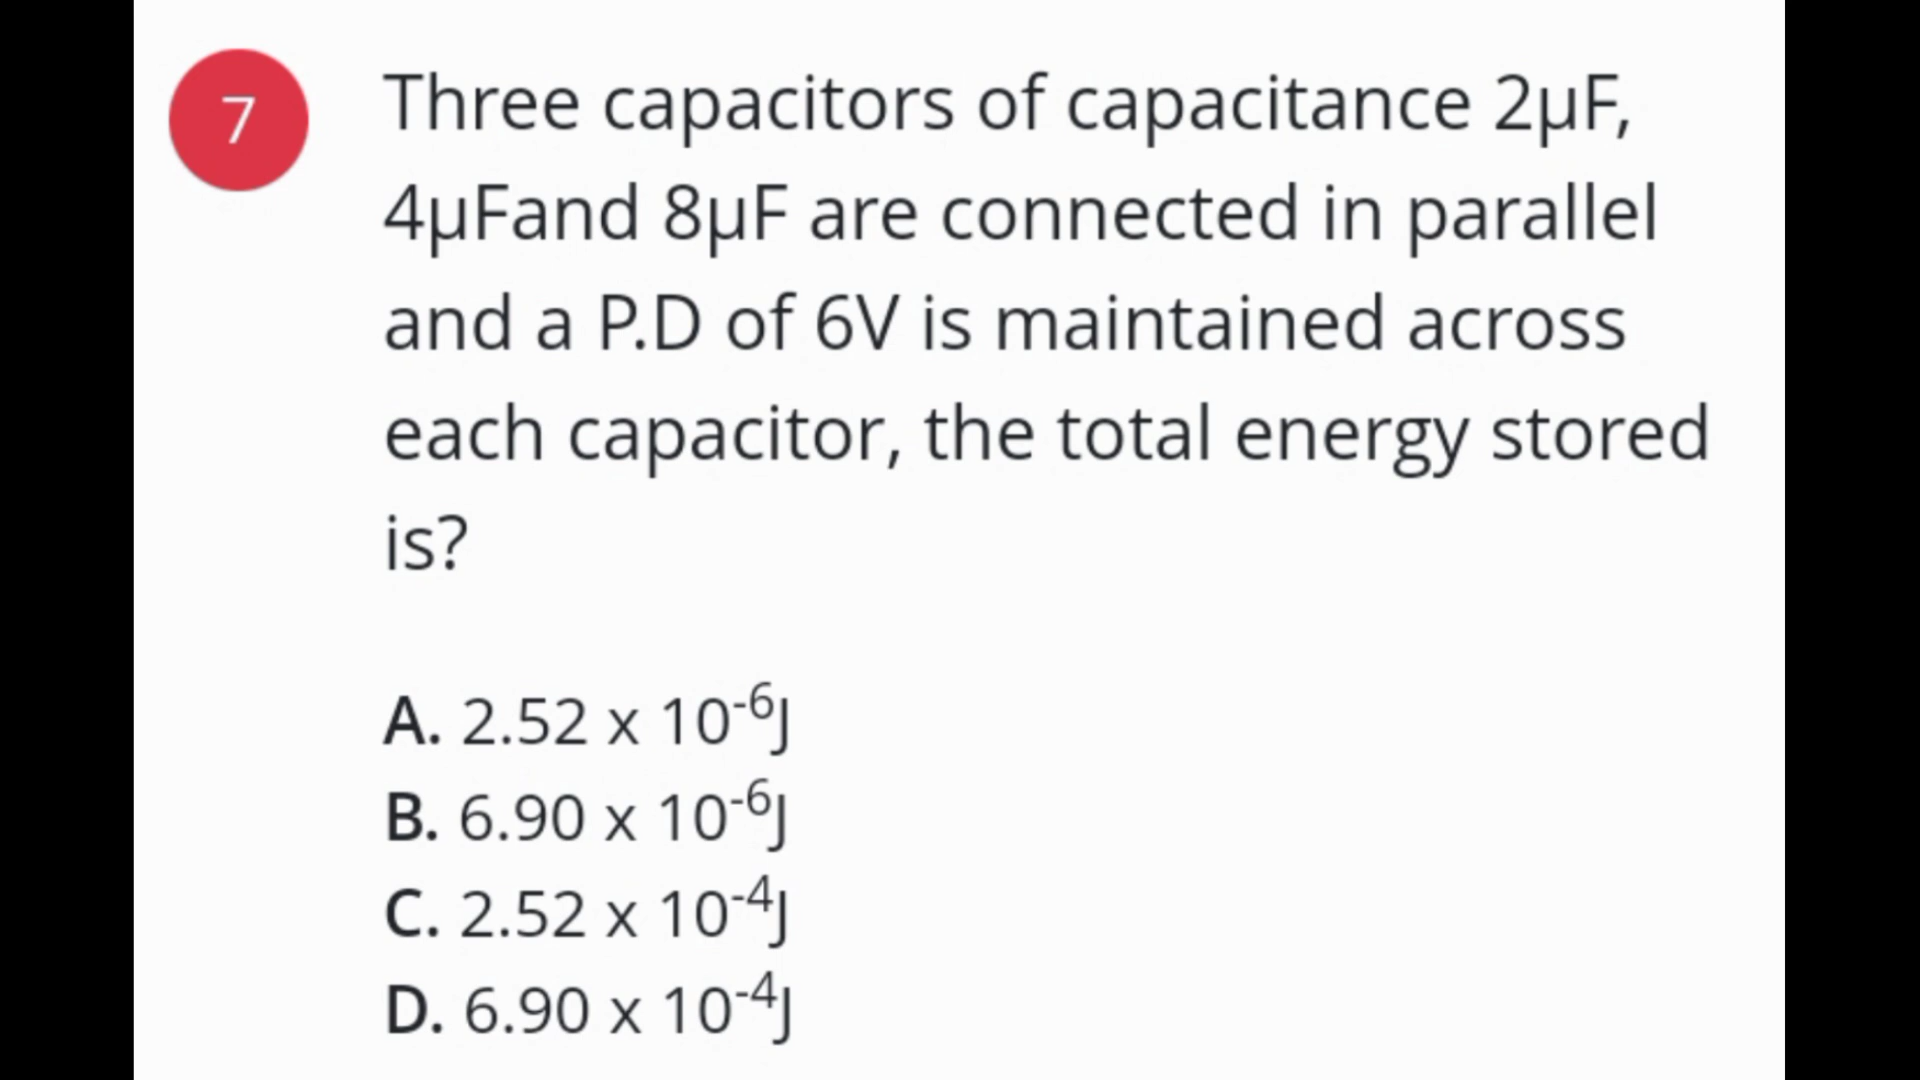 7
Three capacitors of capacitance 2μF,
4μFand 8μF are connected in parallel
and a P.D of 6V is maintained across
each capacitor, the total energy stored
is?
A. 2.52 x 10⁻⁶J
B. 6.90 x 10⁻⁶J
C. 2.52 x 10⁻⁴J
D. 6.90 x 10⁻⁴J